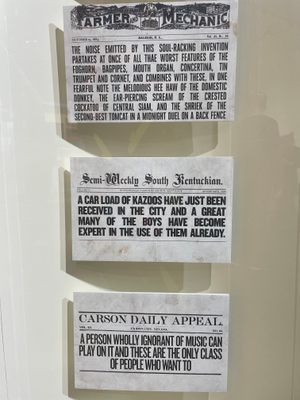 FARMER AND MECHANIC
RALEIGH, N. C.
THE NOISE EMITTED BY THIS SOUL-RACKING INVENTION
PARTAKES AT ONCE OF ALL THAT WORST FEATURES OF THE
FOGHORN, BAGPIPES, MOUTH ORGAN, CONCERTINA, TIN
TRUMPET AND CORNET, AND COMBINES WITH THESE, IN ONE
FEARFUL NOTE THE MELODIOUS HEE HAW OF THE DOMESTIC
DONKEY, THE EAR-PIERCING SCREAM OF THE CRESTED
COCKATOO OF CENTRAL SIAM, AND THE SHRIEK OF THE
SECOND-BEST TOMCAT IN A MIDNIGHT DUEL ON A BACK FENCE
Semi-Weekly South Kentuckian.
A CAR LOAD OF KAZOOS HAVE JUST BEEN
RECEIVED IN THE CITY AND A GREAT
MANY OF THE BOYS HAVE BECOME
EXPERT IN THE USE OF THEM ALREADY.
CARSON DAILY APPEAL.
CARSON CITY, NEVADA,
A PERSON WHOLLY IGNORANT OF MUSIC CAN
PLAY ON IT AND THESE ARE THE ONLY CLASS
OF PEOPLE WHO WANT TO